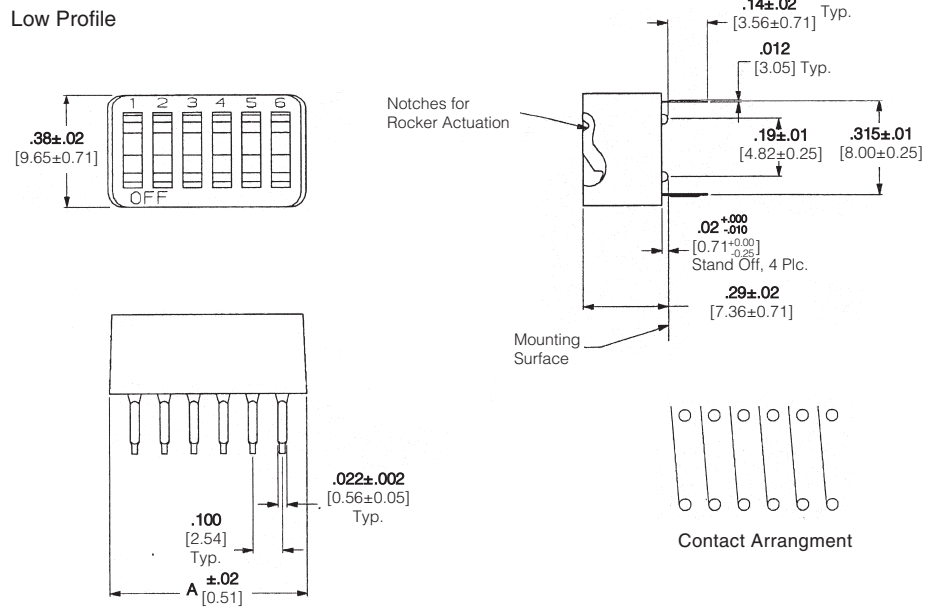 Low Profile
1 2 3 4 5 6
OFF
.38±.02
[9.65±0.71]
Notches for
Rocker Actuation
.14±.02 Typ.
[3.56±0.71]
.012
[3.05] Typ.
.19±.01
[4.82±0.25]
.315±.01
[8.00±0.25]
.02 +.000 -.010
[0.71 +0.00 -0.25]
Stand Off, 4 Plc.
.29±.02
[7.36±0.71]
Mounting
Surface
.022±.002
[0.56±0.05]
Typ.
.100
[2.54]
Typ.
A ±.02
[0.51]
Contact Arrangment